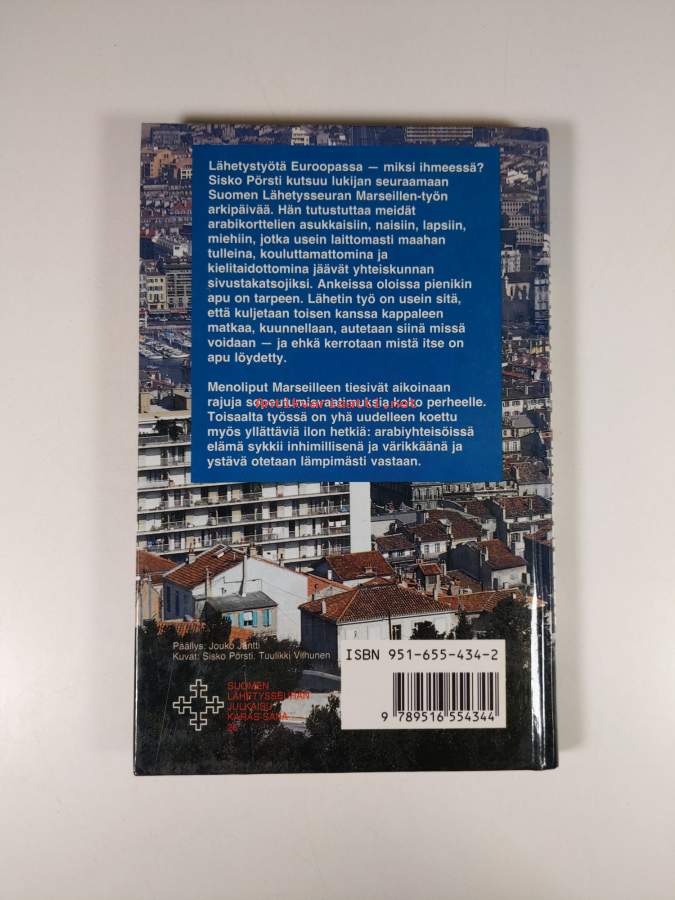 Lähetystyötä Euroopassa — miksi ihmeessä?
Sisko Pörsti kutsuu lukijan seuraamaan
Suomen Lähetysseuran Marseillen-työn
arkipäivää. Hän tutustuttaa meidät
arabikorttelien asukkaisiin, naisiin, lapsiin,
miehiin, jotka usein laittomasti maahan
tulleina, kouluttamattomina ja
kielitaidottomina jäävät yhteiskunnan
sivustakatsojiksi. Ankeissa oloissa pienikin
apu on tarpeen. Lähetin työ on usein sitä,
että kuljetaan toisen kanssa kappaleen
matkaa, kuunnellaan, autetaan siinä missä
voidaan — ja ehkä kerrotaan mistä itse on
apu löydetty.
Menoliput Marseilleen tiesivät aikoinaan
rajuja sopeutumisvaatimuksia koko perheelle.
Toisaalta työssä on yhä uudelleen koettu
myös yllättäviä ilon hetkiä: arabiyhteisöissä
elämä sykkii inhimillisenä ja värikkäänä ja
ystävä otetaan lämpimästi vastaan.
Päällys: Jouko Jäntti
Kuvat: Sisko Pörsti, Tuulikki Vilhunen
SUOMEN
LÄHETYSSEURAN
JULKAISU
KARAS-SANA
ISBN 951-655-434-2
9 789516 554344